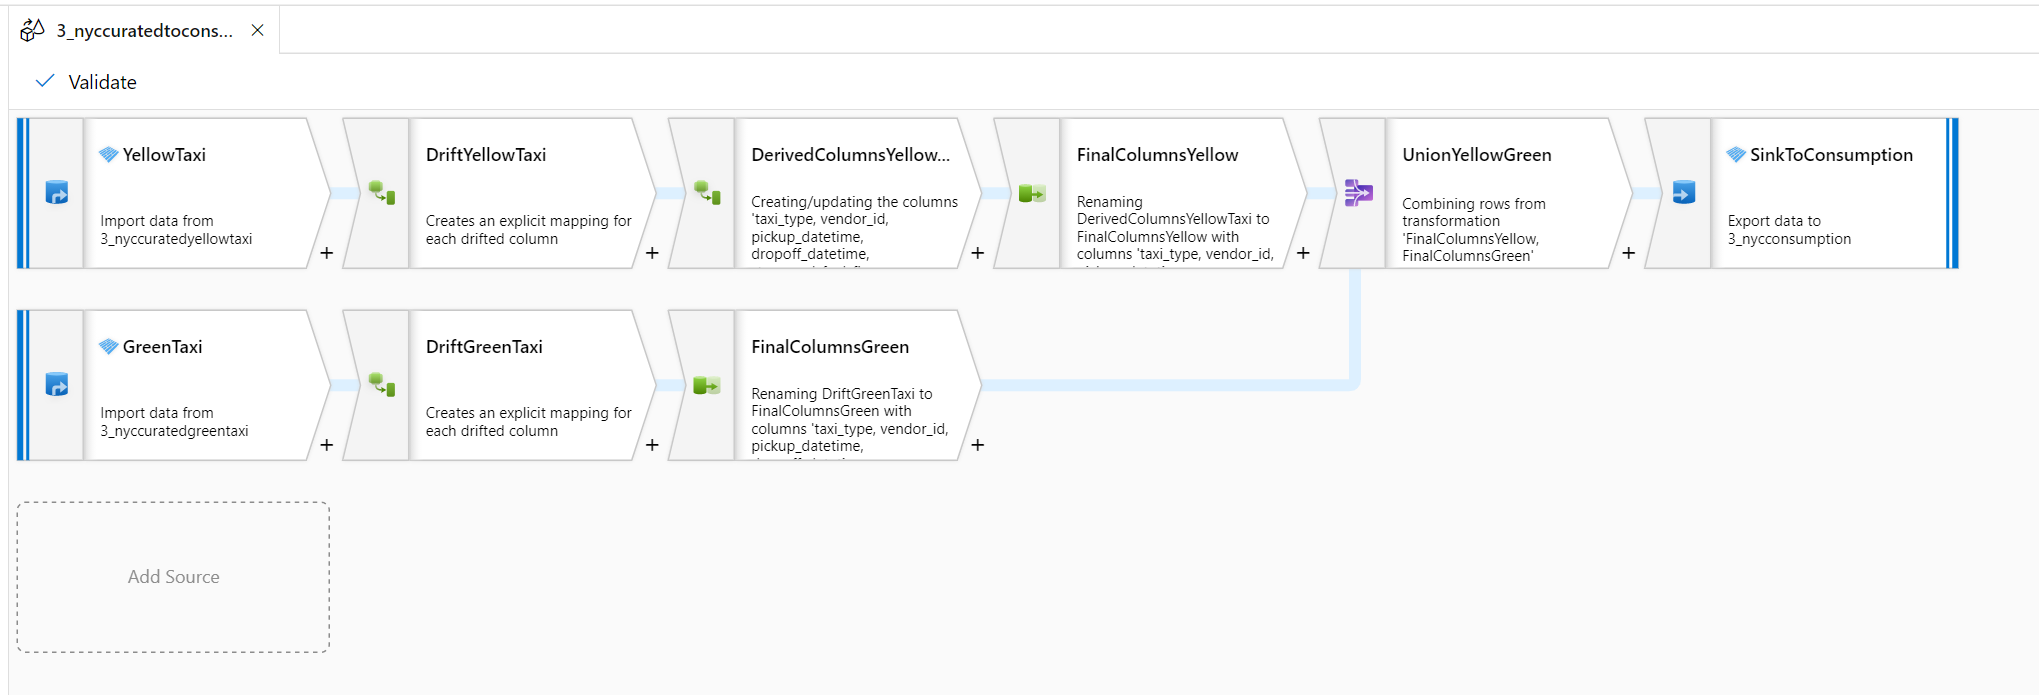 3_nyccuratedtocons...
Validate
YellowTaxi
Import data from
3_nyccuratedyellowtaxi
+
DriftYellowTaxi
Creates an explicit mapping for
each drifted column
+
DerivedColumnsYellow...
Creating/updating the columns
'taxi_type, vendor_id,
pickup_datetime,
dropoff_datetime,
+
FinalColumnsYellow
Renaming
DerivedColumnsYellowTaxi to
FinalColumnsYellow with
columns 'taxi_type, vendor_id,
+
UnionYellowGreen
Combining rows from
transformation
'FinalColumnsYellow,
FinalColumnsGreen'
+
SinkToConsumption
Export data to
3_nycconsumption
GreenTaxi
Import data from
3_nyccuratedgreentaxi
+
DriftGreenTaxi
Creates an explicit mapping for
each drifted column
+
FinalColumnsGreen
Renaming DriftGreenTaxi to
FinalColumnsGreen with
columns 'taxi_type, vendor_id,
pickup_datetime,
+
Add Source